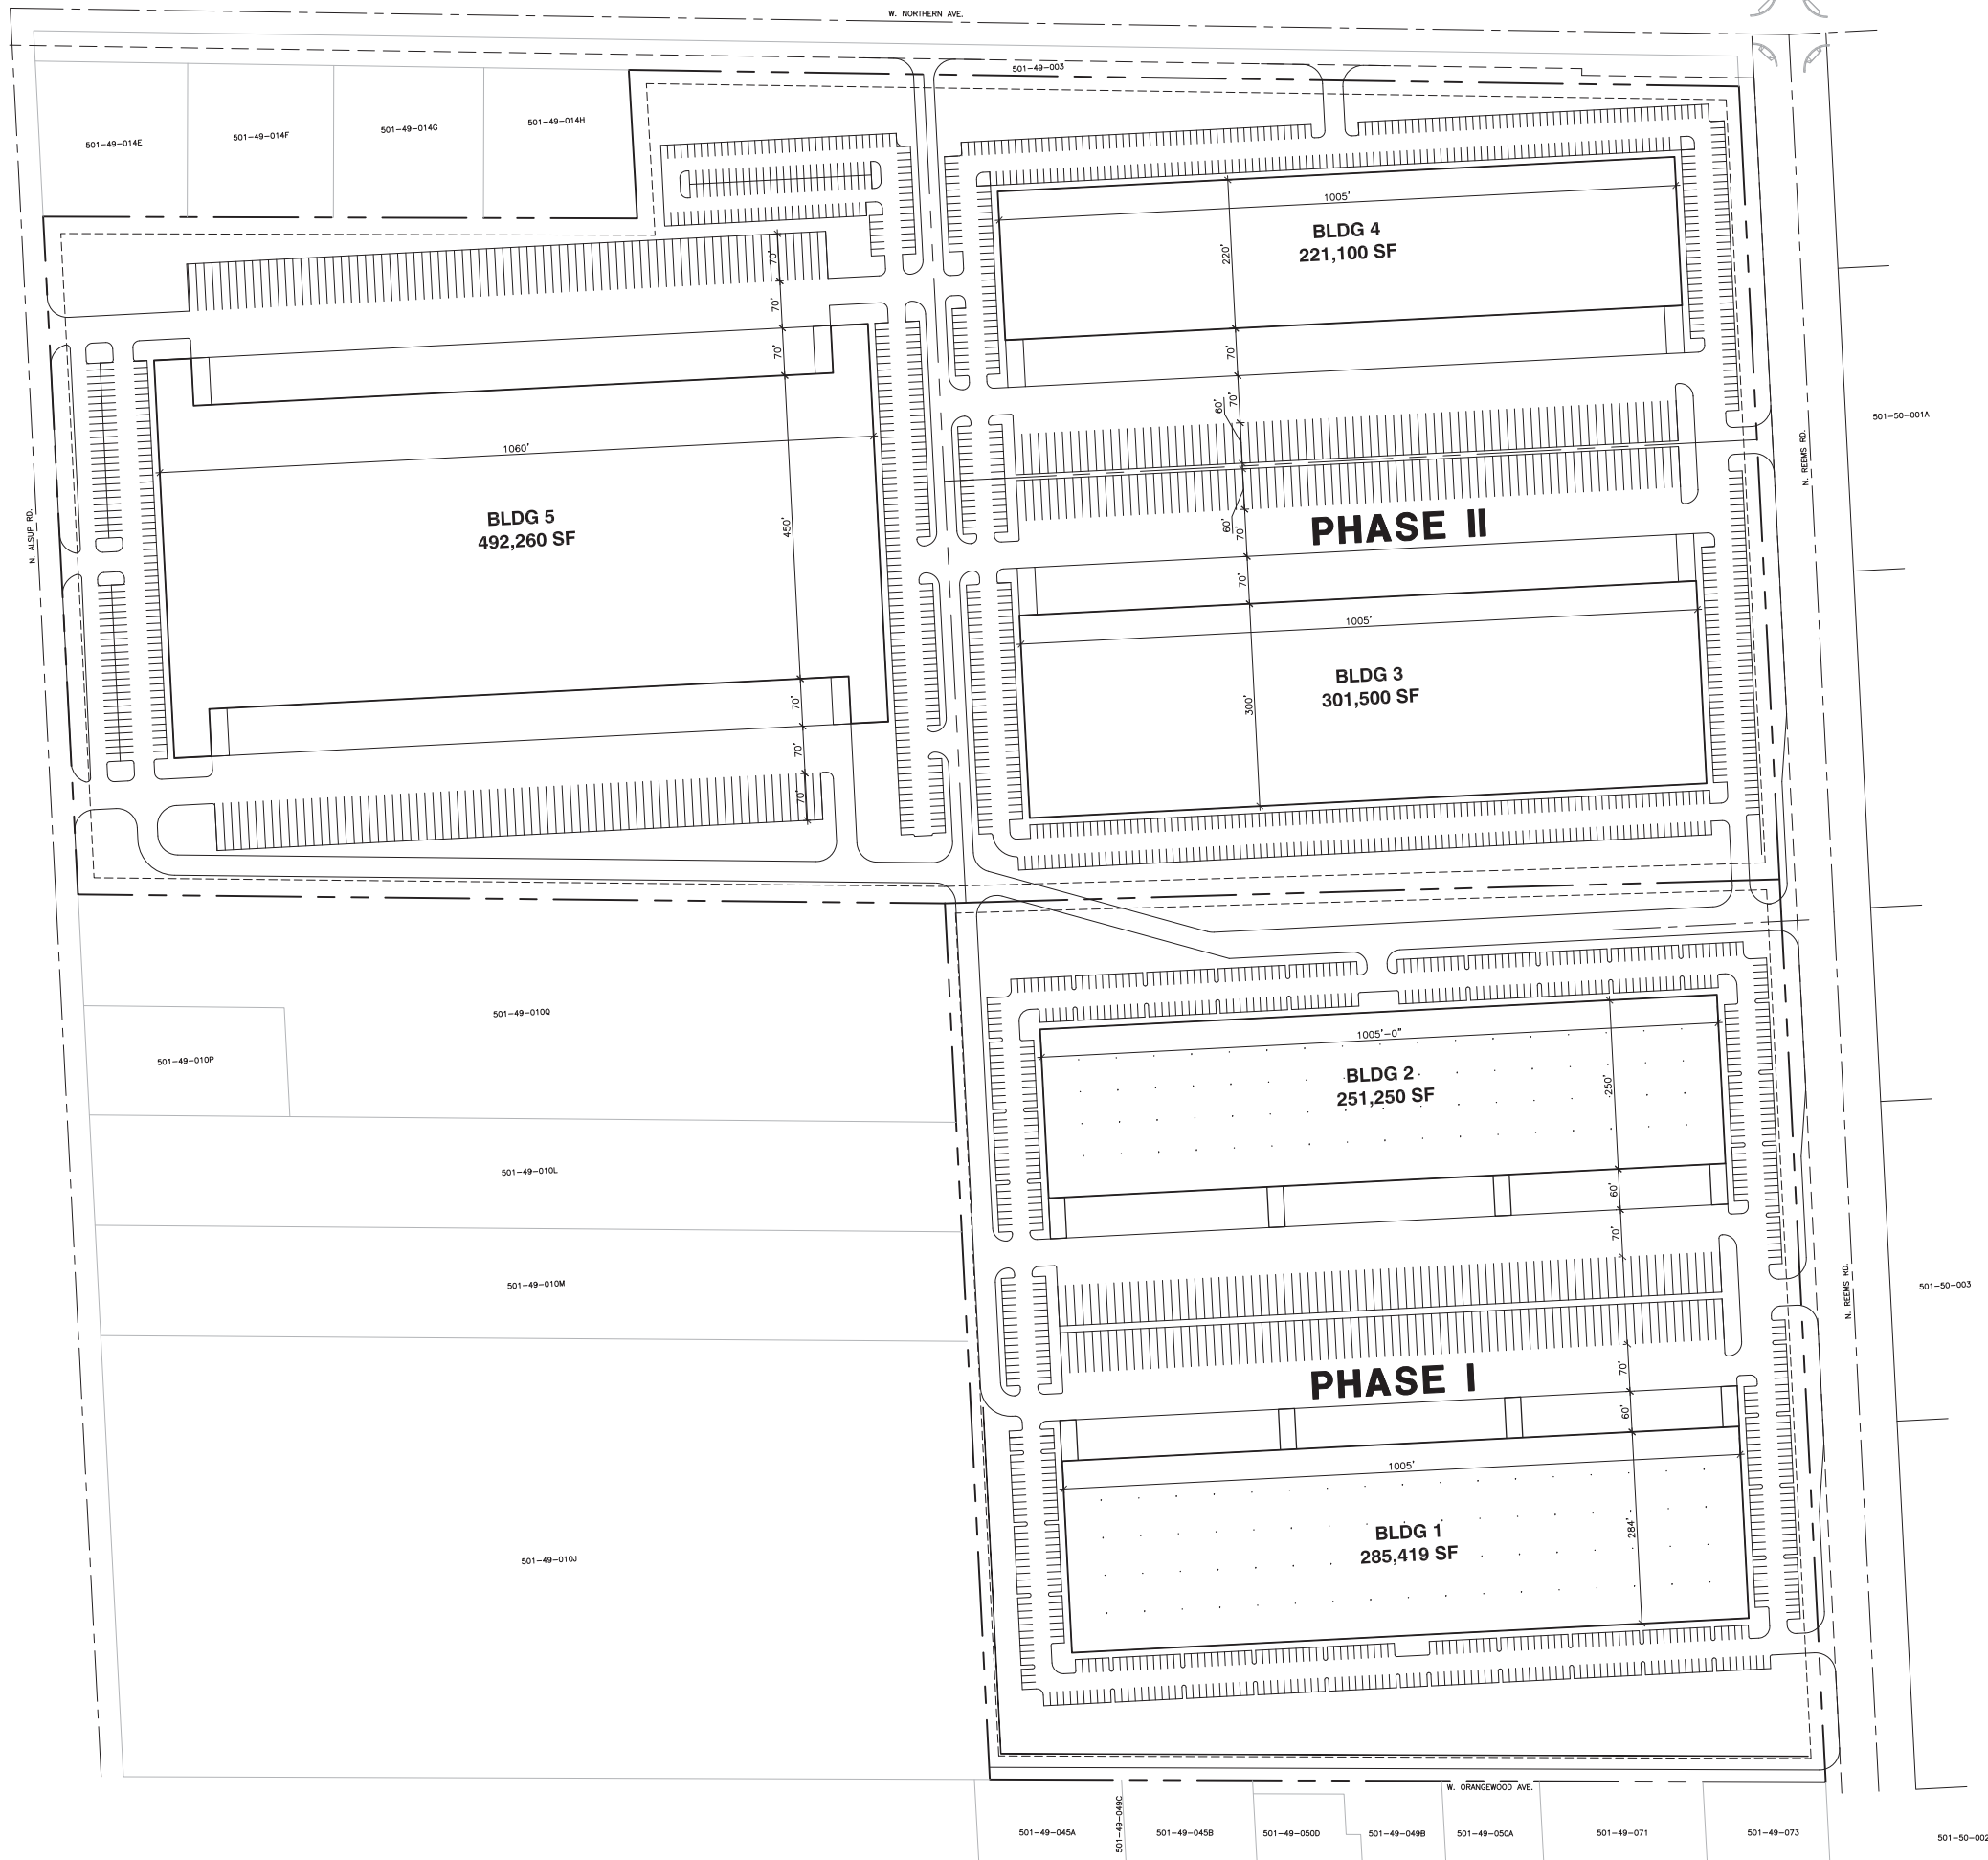 W. NORTHERN AVE.
501-49-003
501-49-014E
501-49-014F
501-49-014G
501-49-014H
1005'
BLDG 4
221,100 SF
220'
70'
70'
70'
70'
70'
60'
60'
70'
70'
N. ALSUP RD.
1060'
BLDG 5
492,260 SF
450'
70'
70'
70'
PHASE II
1005'
BLDG 3
301,500 SF
300'
N. REEMS RD.
501-50-001A
501-49-010Q
501-49-010P
501-49-010L
501-49-010M
501-49-010J
1005'-0"
BLDG 2
251,250 SF
250'
60'
70'
PHASE I
70'
60'
1005'
BLDG 1
285,419 SF
284'
N. REEMS RD.
501-50-003
W. ORANGEWOOD AVE.
501-49-045A
501-49-049C
501-49-045B
501-49-050D
501-49-049B
501-49-050A
501-49-071
501-49-073
501-50-002